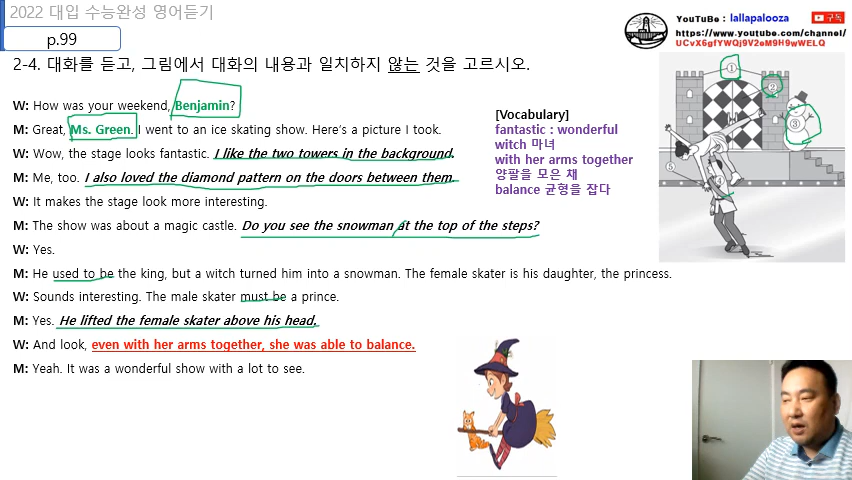 2022 대입 수능완성 영어듣기
p.99
YouTuBe : lallapalooza
구독
https://www.youtube.com/channel/
UCvX6gfYWQj9V2eM9H9wWELQ
2-4. 대화를 듣고, 그림에서 대화의 내용과 일치하지 않는 것을 고르시오.
W: How was your weekend, Benjamin?
M: Great, Ms. Green. I went to an ice skating show. Here's a picture I took.
W: Wow, the stage looks fantastic. I like the two towers in the background.
M: Me, too. I also loved the diamond pattern on the doors between them.
W: It makes the stage look more interesting.
M: The show was about a magic castle. Do you see the snowman at the top of the steps?
W: Yes.
M: He used to be the king, but a witch turned him into a snowman. The female skater is his daughter, the princess.
W: Sounds interesting. The male skater must be a prince.
M: Yes. He lifted the female skater above his head.
W: And look, even with her arms together, she was able to balance.
M: Yeah. It was a wonderful show with a lot to see.
[Vocabulary]
fantastic : wonderful
witch 마녀
with her arms together
양팔을 모은 채
balance 균형을 잡다
①
②
③
④
⑤